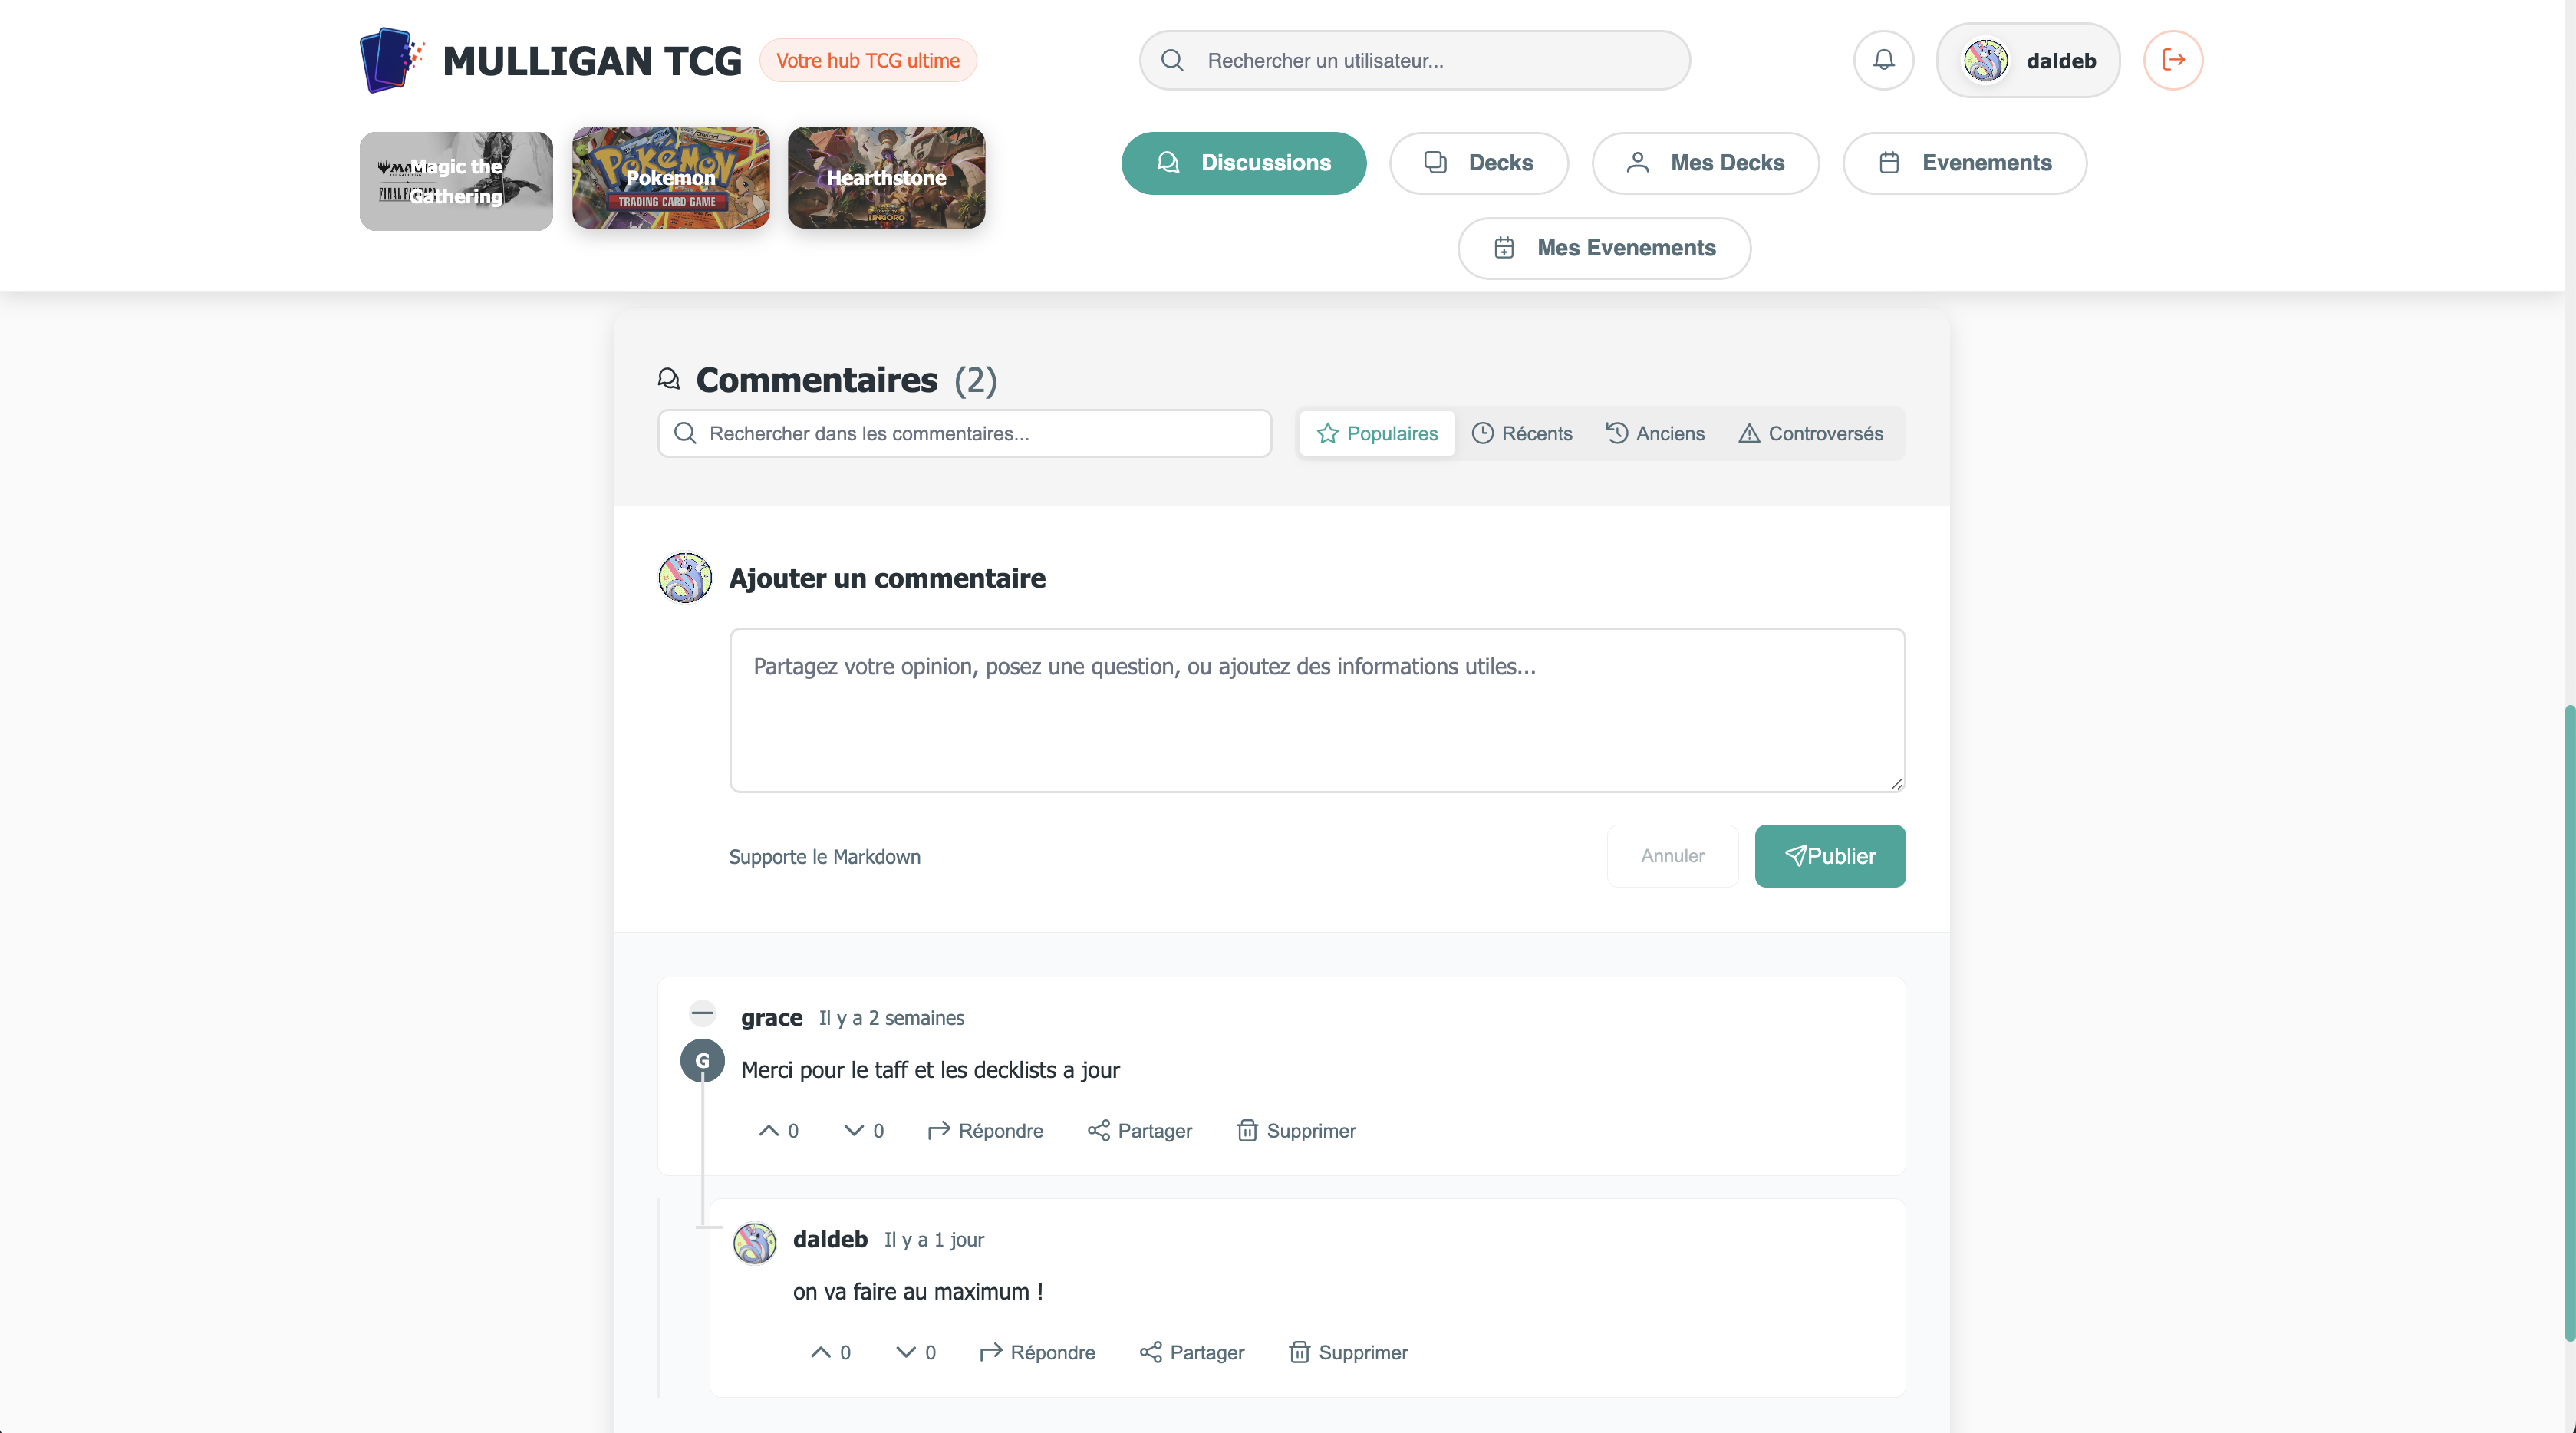 MULLIGAN TCG
Votre hub TCG ultime
Rechercher un utilisateur...
daldeb
Magic the
Gathering
Pokémon
TRADING CARD GAME
Pokemon
Hearthstone
Discussions
Decks
Mes Decks
Evenements
Mes Evenements
Commentaires (2)
Rechercher dans les commentaires...
Populaires
Récents
Anciens
Controversés
Ajouter un commentaire
Partagez votre opinion, posez une question, ou ajoutez des informations utiles...
Supporte le Markdown
Annuler
Publier
grace Il y a 2 semaines
G
Merci pour le taff et les decklists a jour
0 0 Répondre Partager Supprimer
daldeb Il y a 1 jour
on va faire au maximum !
0 0 Répondre Partager Supprimer